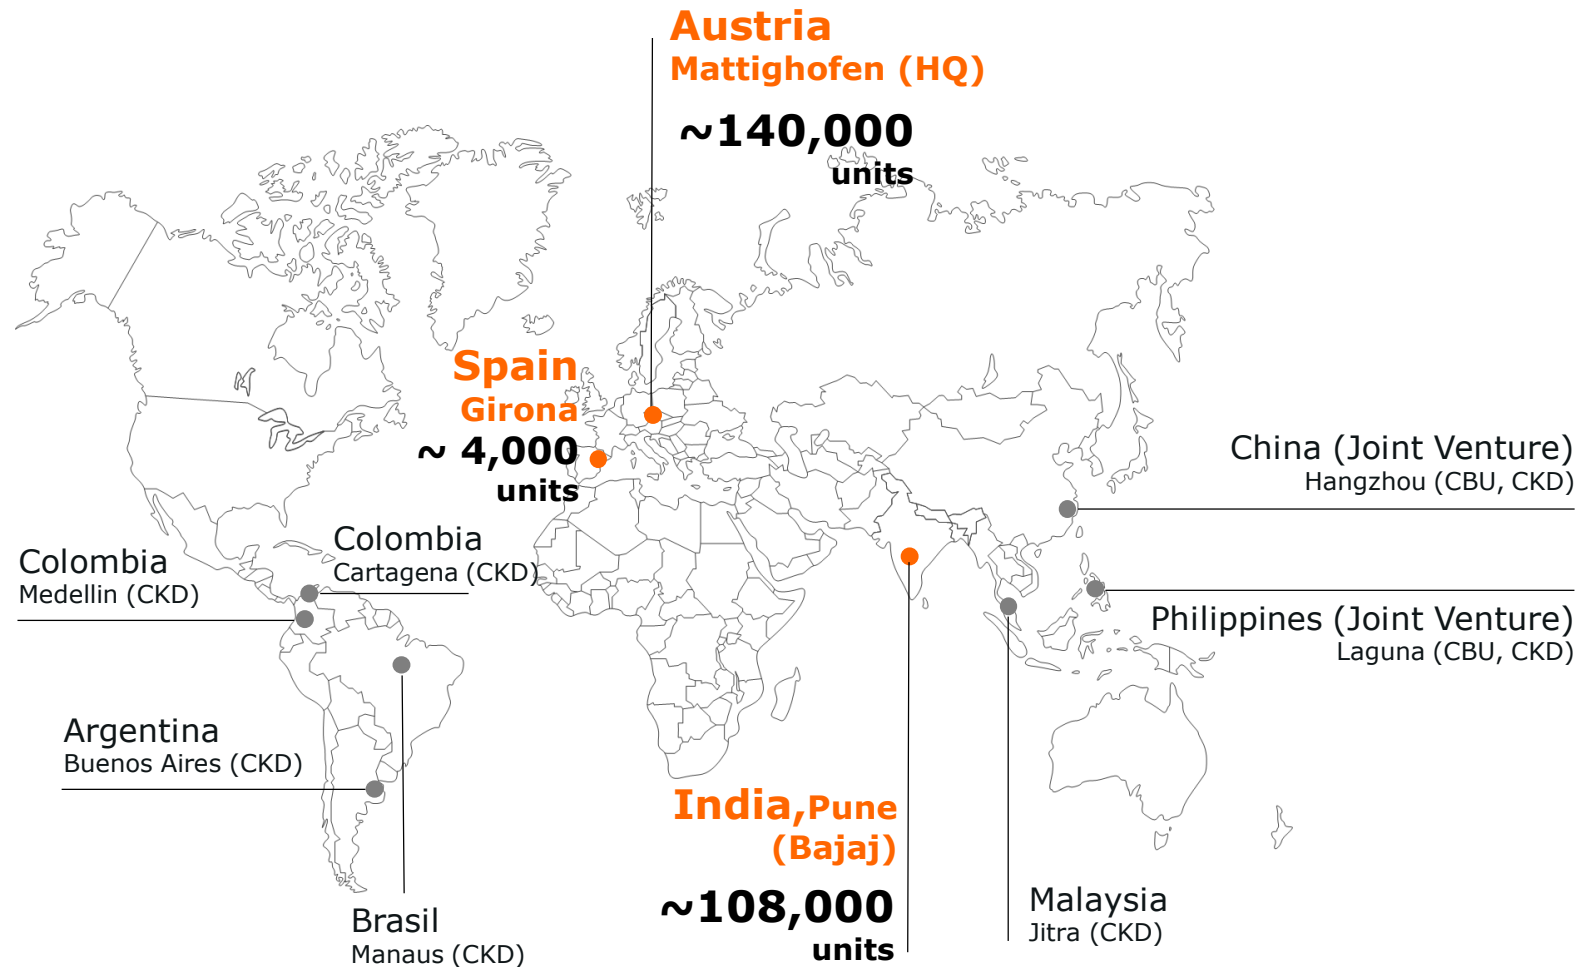 Austria
Mattighofen (HQ)
~140,000
units
Spain
Girona
~ 4,000
units
China (Joint Venture)
Hangzhou (CBU, CKD)
Colombia
Cartagena (CKD)
Colombia
Medellin (CKD)
Philippines (Joint Venture)
Laguna (CBU, CKD)
Argentina
Buenos Aires (CKD)
India,Pune
(Bajaj)
~108,000
units
Malaysia
Jitra (CKD)
Brasil
Manaus (CKD)